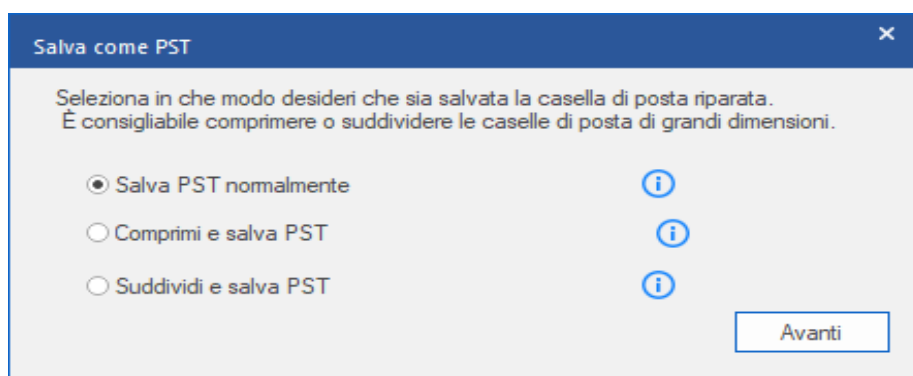 Salva come PST
Seleziona in che modo desideri che sia salvata la casella di posta riparata.
È consigliabile comprimere o suddividere le caselle di posta di grandi dimensioni.
Salva PST normalmente
Comprimi e salva PST
Suddividi e salva PST
Avanti